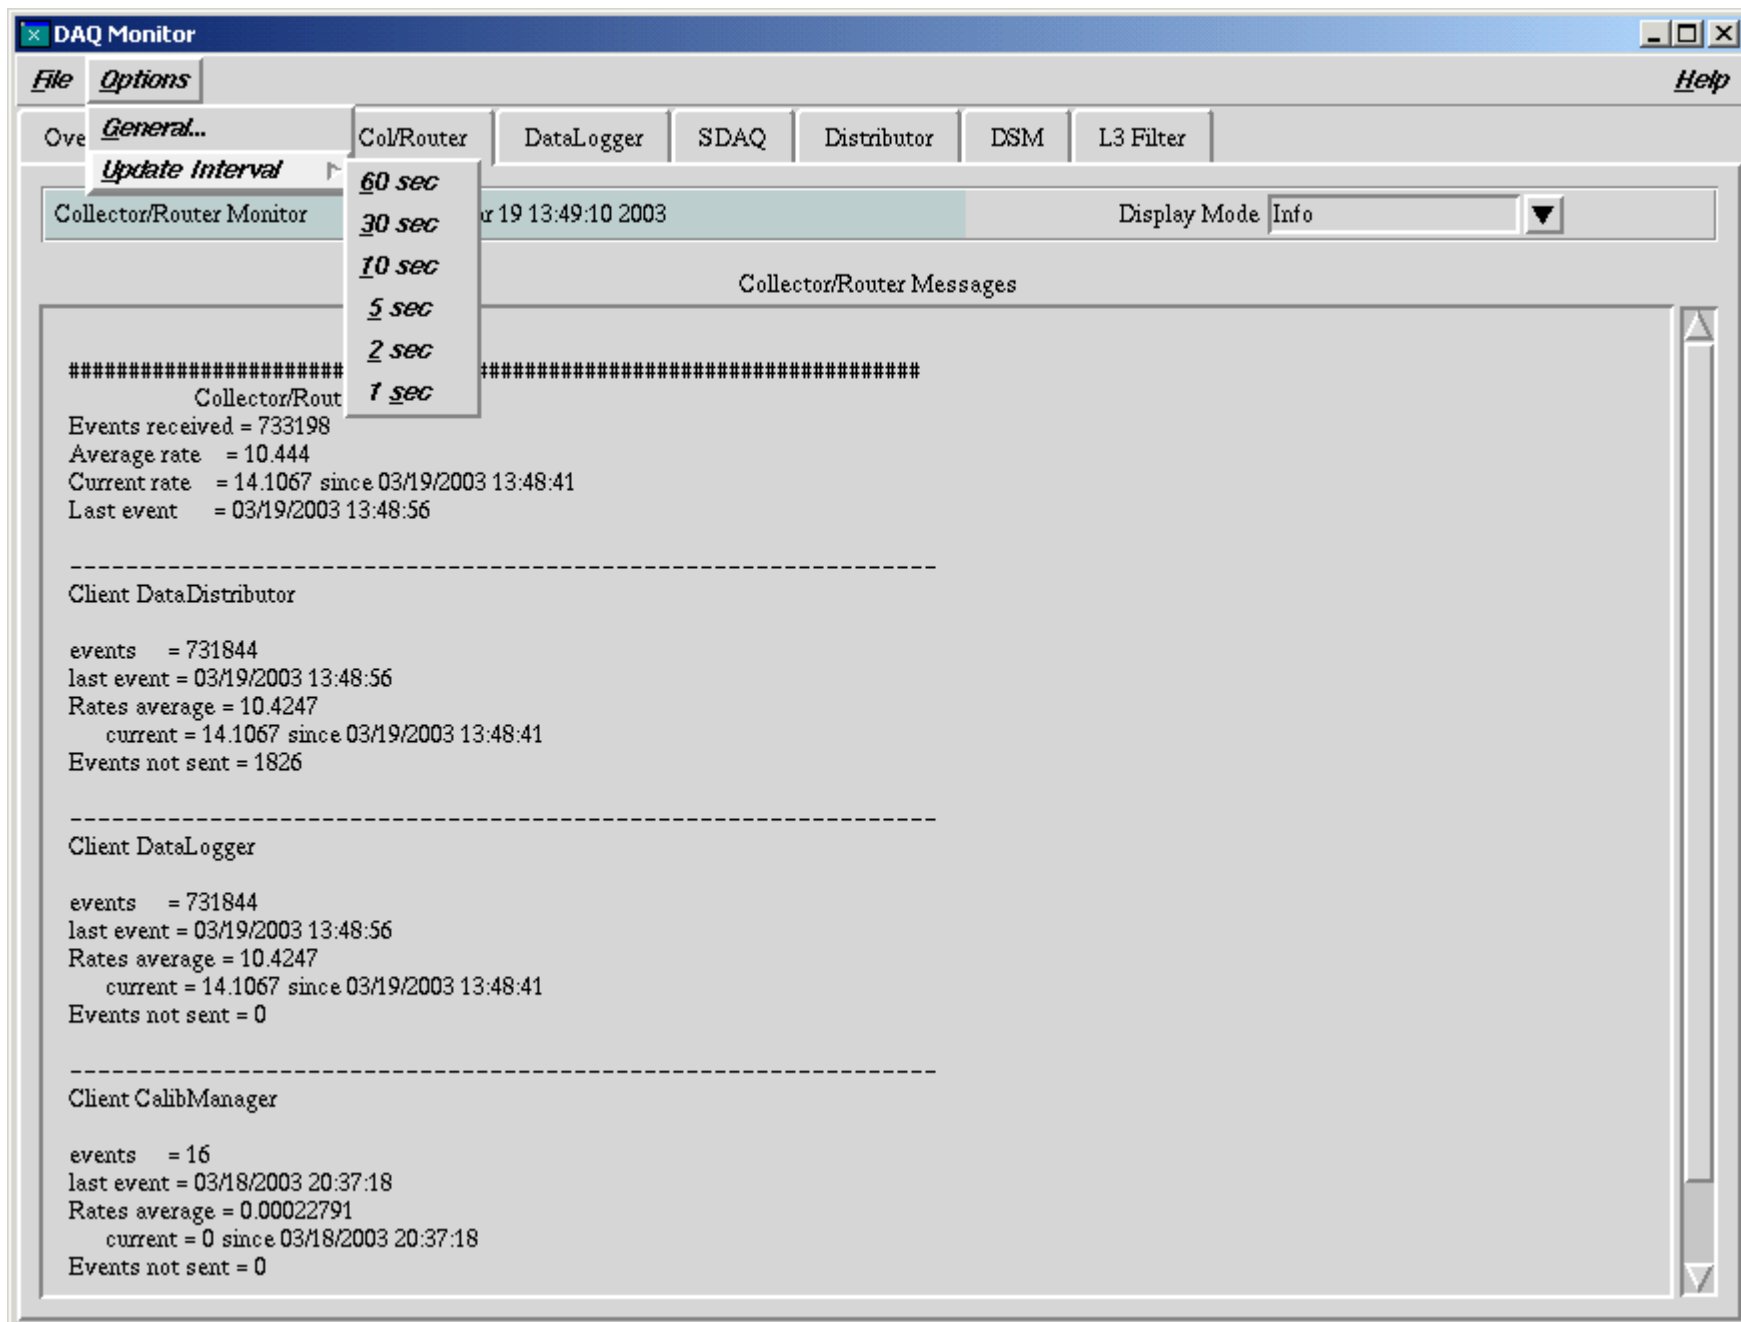 DAQ Monitor
File Options Help
General...
Update Interval
60 sec
30 sec
10 sec
5 sec
2 sec
1 sec
Ove Col/Router DataLogger SDAQ Distributor DSM L3 Filter
Collector/Router Monitor 19 13:49:10 2003 Display Mode Info
Collector/Router Messages
Collector/Rout
Events received = 733198
Average rate = 10.444
Current rate = 14.1067 since 03/19/2003 13:48:41
Last event = 03/19/2003 13:48:56
Client DataDistributor
events = 731844
last event = 03/19/2003 13:48:56
Rates average = 10.4247
current = 14.1067 since 03/19/2003 13:48:41
Events not sent = 1826
Client DataLogger
events = 731844
last event = 03/19/2003 13:48:56
Rates average = 10.4247
current = 14.1067 since 03/19/2003 13:48:41
Events not sent = 0
Client CalibManager
events = 16
last event = 03/18/2003 20:37:18
Rates average = 0.00022791
current = 0 since 03/18/2003 20:37:18
Events not sent = 0